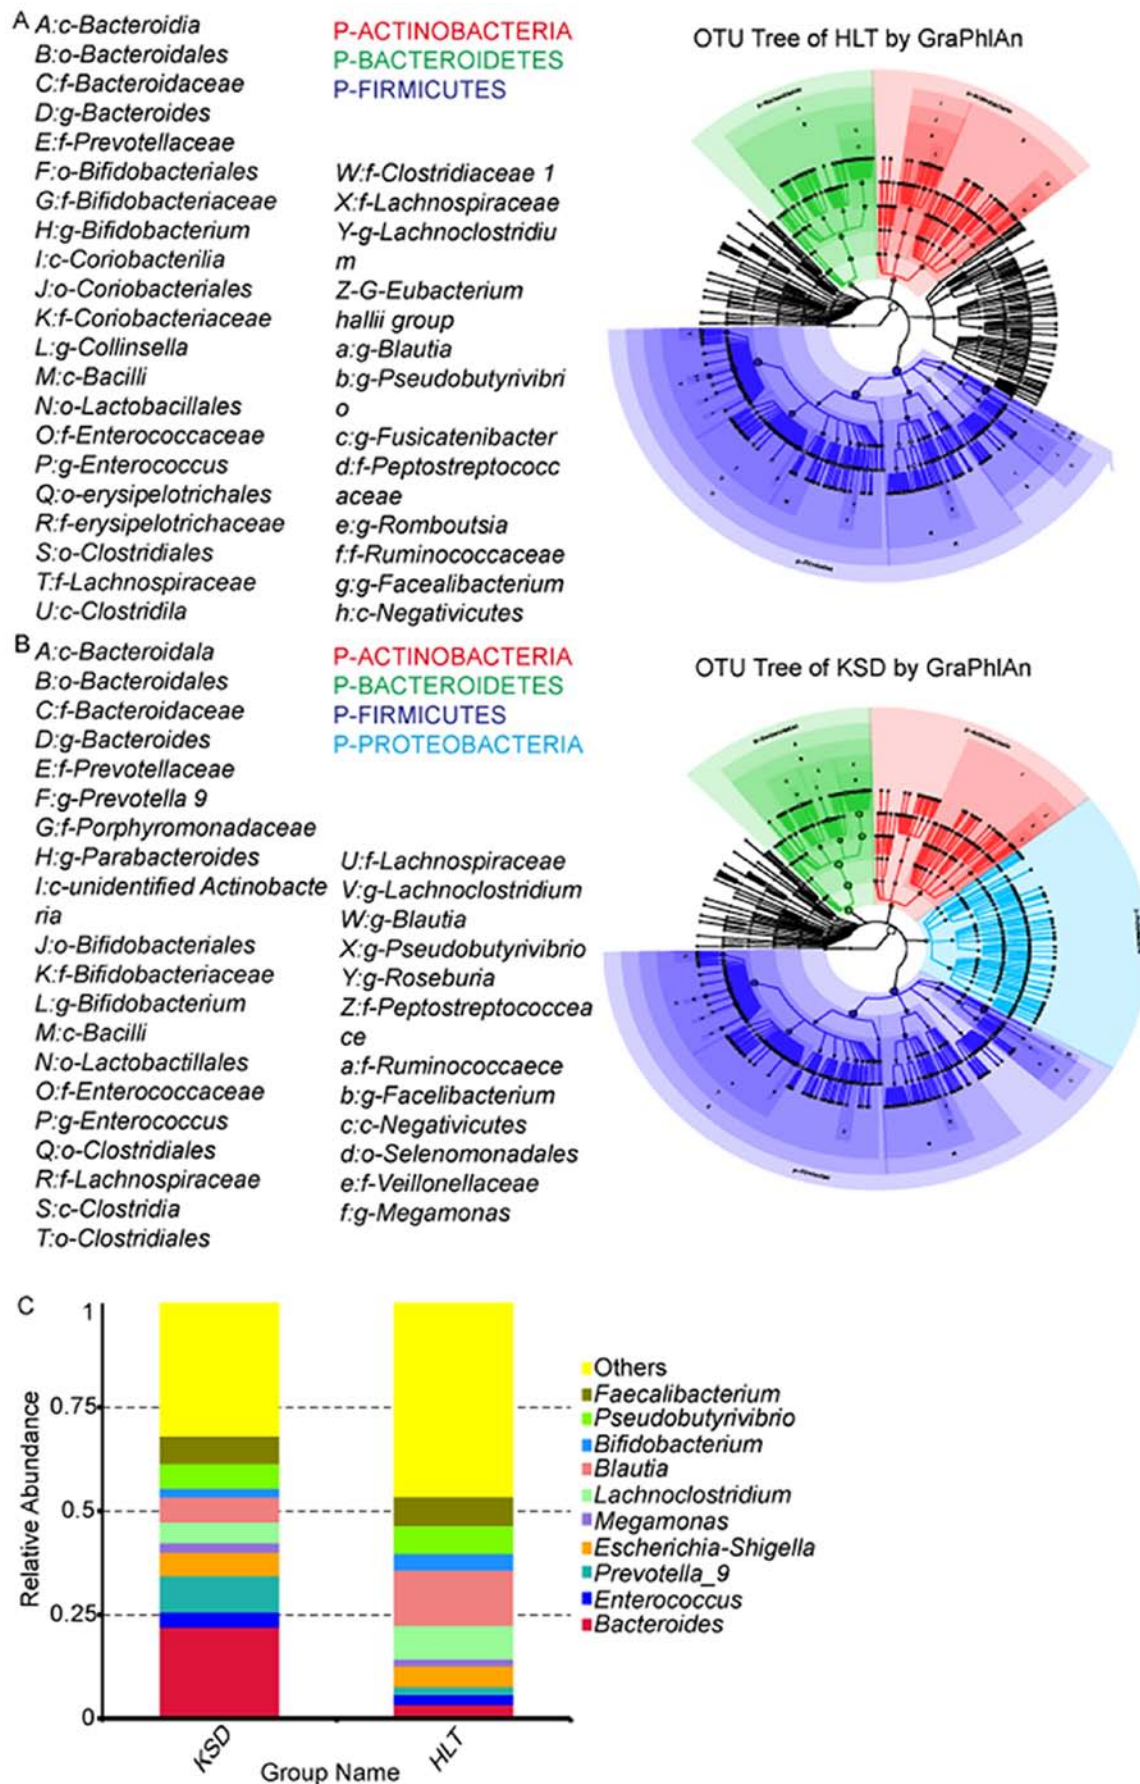 A
A:c-Bacteroidia
B:o-Bacteroidales
C:f-Bacteroidaceae
D:g-Bacteroides
E:f-Prevotellaceae
F:o-Bifidobacteriales
G:f-Bifidobacteriaceae
H:g-Bifidobacterium
I:c-Coriobacterilia
J:o-Coriobacteriales
K:f-Coriobacteriaceae
L:g-Collinsella
M:c-Bacilli
N:o-Lactobacillales
O:f-Enterococcaceae
P:g-Enterococcus
Q:o-erysipelotrichales
R:f-erysipelotrichaceae
S:o-Clostridiales
T:f-Lachnospiraceae
U:c-Clostridila
P-ACTINOBACTERIA
P-BACTEROIDETES
P-FIRMICUTES
W:f-Clostridiaceae 1
X:f-Lachnospiraceae
Y-g-Lachnoclostridiu
m
Z-G-Eubacterium
hallii group
a:g-Blautia
b:g-Pseudobutyrivibri
o
c:g-Fusicatenibacter
d:f-Peptostreptococc
aceae
e:g-Romboutsia
f:f-Ruminococcaceae
g:g-Facealibacterium
h:c-Negativicutes
OTU Tree of HLT by GraPhlAn
p-Bacteroidetes
p-Actinobacteria
p-Firmicutes
B
A:c-Bacteroidala
B:o-Bacteroidales
C:f-Bacteroidaceae
D:g-Bacteroides
E:f-Prevotellaceae
F:g-Prevotella 9
G:f-Porphyromonadaceae
H:g-Parabacteroides
I:c-unidentified Actinobacte
ria
J:o-Bifidobacteriales
K:f-Bifidobacteriaceae
L:g-Bifidobacterium
M:c-Bacilli
N:o-Lactobactillales
O:f-Enterococcaceae
P:g-Enterococcus
Q:o-Clostridiales
R:f-Lachnospiraceae
S:c-Clostridia
T:o-Clostridiales
P-ACTINOBACTERIA
P-BACTEROIDETES
P-FIRMICUTES
P-PROTEOBACTERIA
U:f-Lachnospiraceae
V:g-Lachnoclostridium
W:g-Blautia
X:g-Pseudobutyrivibrio
Y:g-Roseburia
Z:f-Peptostreptococcea
ce
a:f-Ruminococcaece
b:g-Facelibacterium
c:c-Negativicutes
d:o-Selenomonadales
e:f-Veillonellaceae
f:g-Megamonas
OTU Tree of KSD by GraPhlAn
p-Bacteroidetes
p-Actinobacteria
p-Firmicutes
C
Relative Abundance
1
0.75
0.5
0.25
0
KSD
HLT
Group Name
Others
Faecalibacterium
Pseudobutyrivibrio
Bifidobacterium
Blautia
Lachnoclostridium
Megamonas
Escherichia-Shigella
Prevotella_9
Enterococcus
Bacteroides